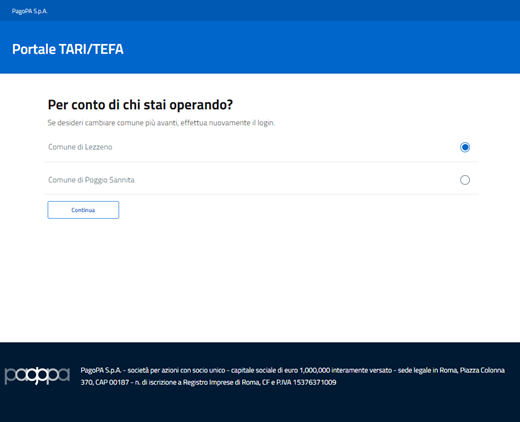 PagoPA S.p.A.
Portale TARI/TEFA
Per conto di chi stai operando?
Se desideri cambiare comune più avanti, effettua nuovamente il login.
Comune di Lezzeno
Comune di Poggio Sannita
Continua
pagopa
PagoPA S.p.A. - società per azioni con socio unico - capitale sociale di euro 1,000,000 interamente versato - sede legale in Roma, Piazza Colonna
370, CAP 00187 - n. di iscrizione a Registro Imprese di Roma, CF e P.IVA 15376371009